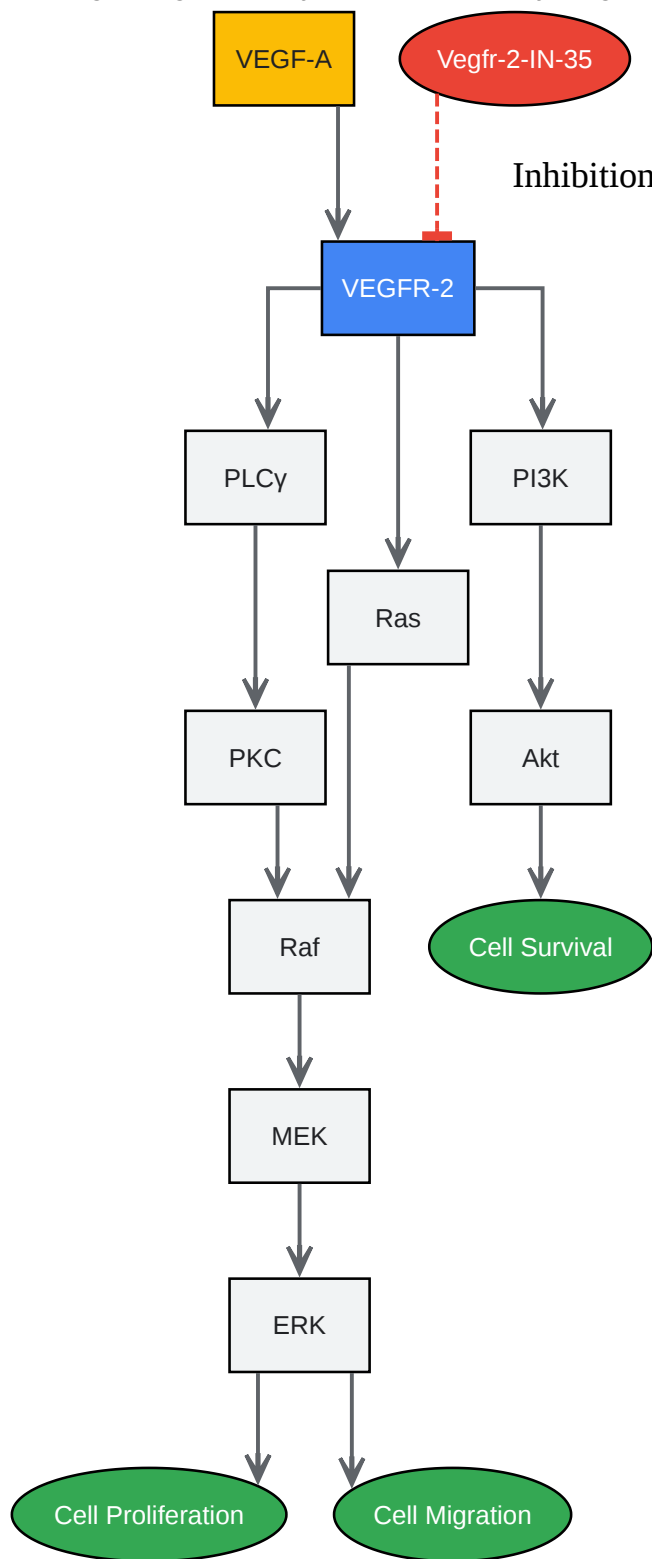 VEGF-A
Vegfr-2-IN-35
Inhibition
VEGFR-2
PLCγ
PI3K
Ras
PKC
Akt
Raf
Cell Survival
MEK
ERK
Cell Proliferation
Cell Migration